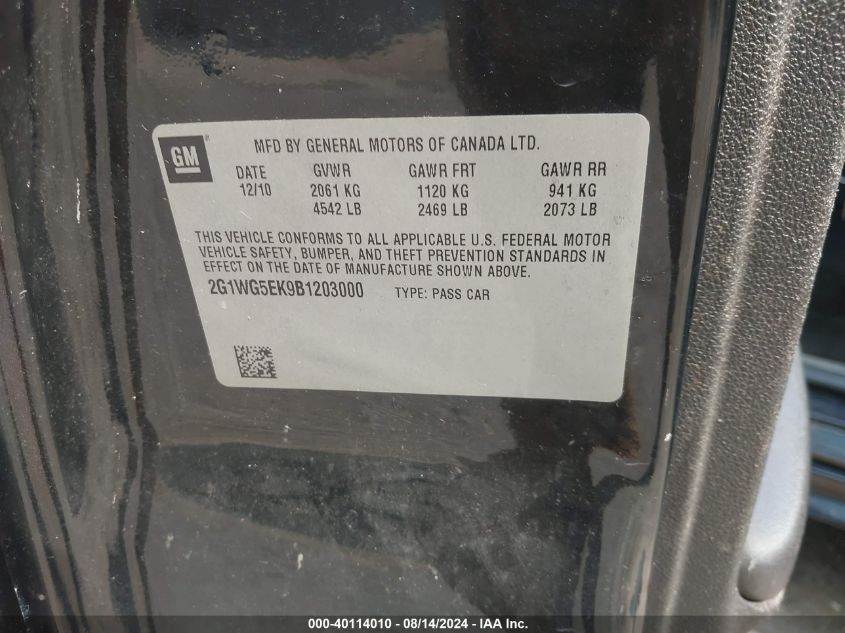 GM
MFD BY GENERAL MOTORS OF CANADA LTD.
DATE GVWR GAWR FRT GAWR RR
12/10 2061 KG 1120 KG 941 KG
4542 LB 2469 LB 2073 LB
THIS VEHICLE CONFORMS TO ALL APPLICABLE U.S. FEDERAL MOTOR
VEHICLE SAFETY, BUMPER, AND THEFT PREVENTION STANDARDS IN
EFFECT ON THE DATE OF MANUFACTURE SHOWN ABOVE.
2G1WG5EK9B1203000 TYPE: PASS CAR
000-40114010 - 08/14/2024 - IAA Inc.